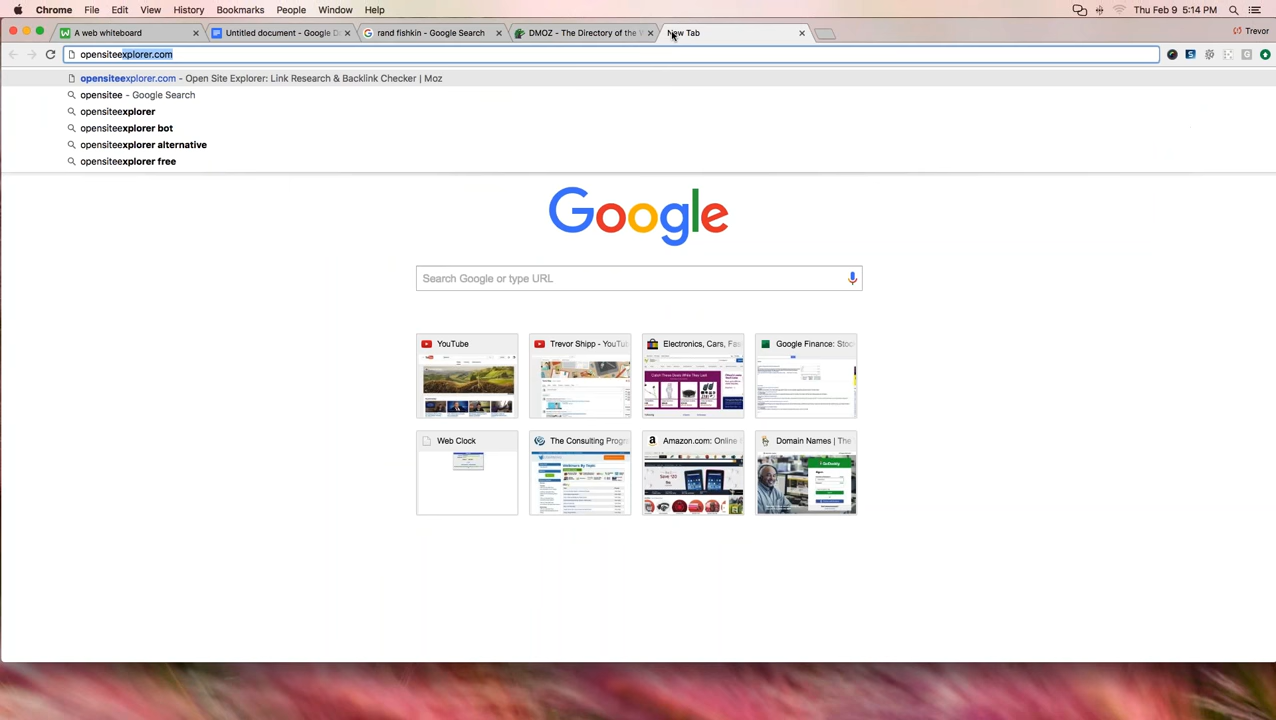 Chrome File Edit View History Bookmarks People Window Help Thu Feb 9 5:14 PM
A web whiteboard Untitled document - Google D rand fishkin - Google Search DMOZ - The Directory of the New Tab Trevor
opensiteexplorer.com
opensiteexplorer.com - Open Site Explorer: Link Research & Backlink Checker | Moz
opensitee - Google Search
opensiteexplorer
opensiteexplorer bot
opensiteexplorer alternative
opensiteexplorer free
Google
Search Google or type URL
YouTube Trevor Shipp - YouTu Electronics, Cars, Fas Google Finance: Stoc
Web Clock The Consulting Progr Amazon.com: Online Domain Names | The